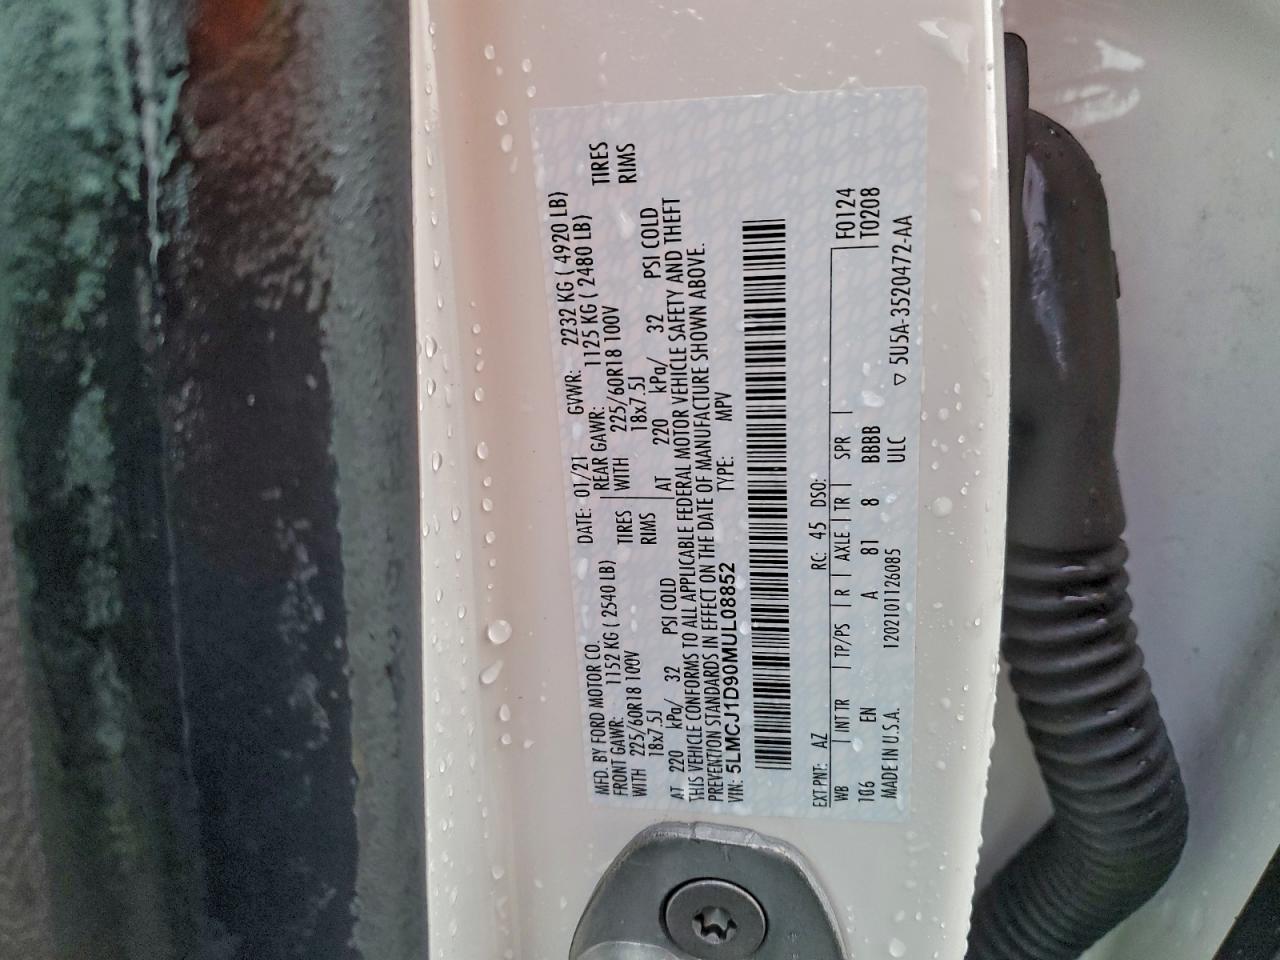 MFD. BY FORD MOTOR CO.
DATE: 01/21 GVWR: 2232 KG ( 4920 LB)
FRONT GAWR: 1152 KG ( 2540 LB) REAR GAWR: 1125 KG ( 2480 LB)
WITH 225/60R18 100V TIRES WITH 225/60R18 100V TIRES
18x7.5J RIMS 18x7.5J RIMS
AT 220 kPa/ 32 PSI COLD AT 220 kPa/ 32 PSI COLD
THIS VEHICLE CONFORMS TO ALL APPLICABLE FEDERAL MOTOR VEHICLE SAFETY AND THEFT
PREVENTION STANDARDS IN EFFECT ON THE DATE OF MANUFACTURE SHOWN ABOVE.
VIN: 5LMCJ1D90MUL08852 TYPE: MPV
EXT PNT: AZ RC: 45 DSO: F0124
WB INT TR TP/PS R AXLE TR SPR T0208
106 EN A 81 8 BBBB
MADE IN U.S.A. 1202101126085 ULC ▽ 5U5A-3520472-AA